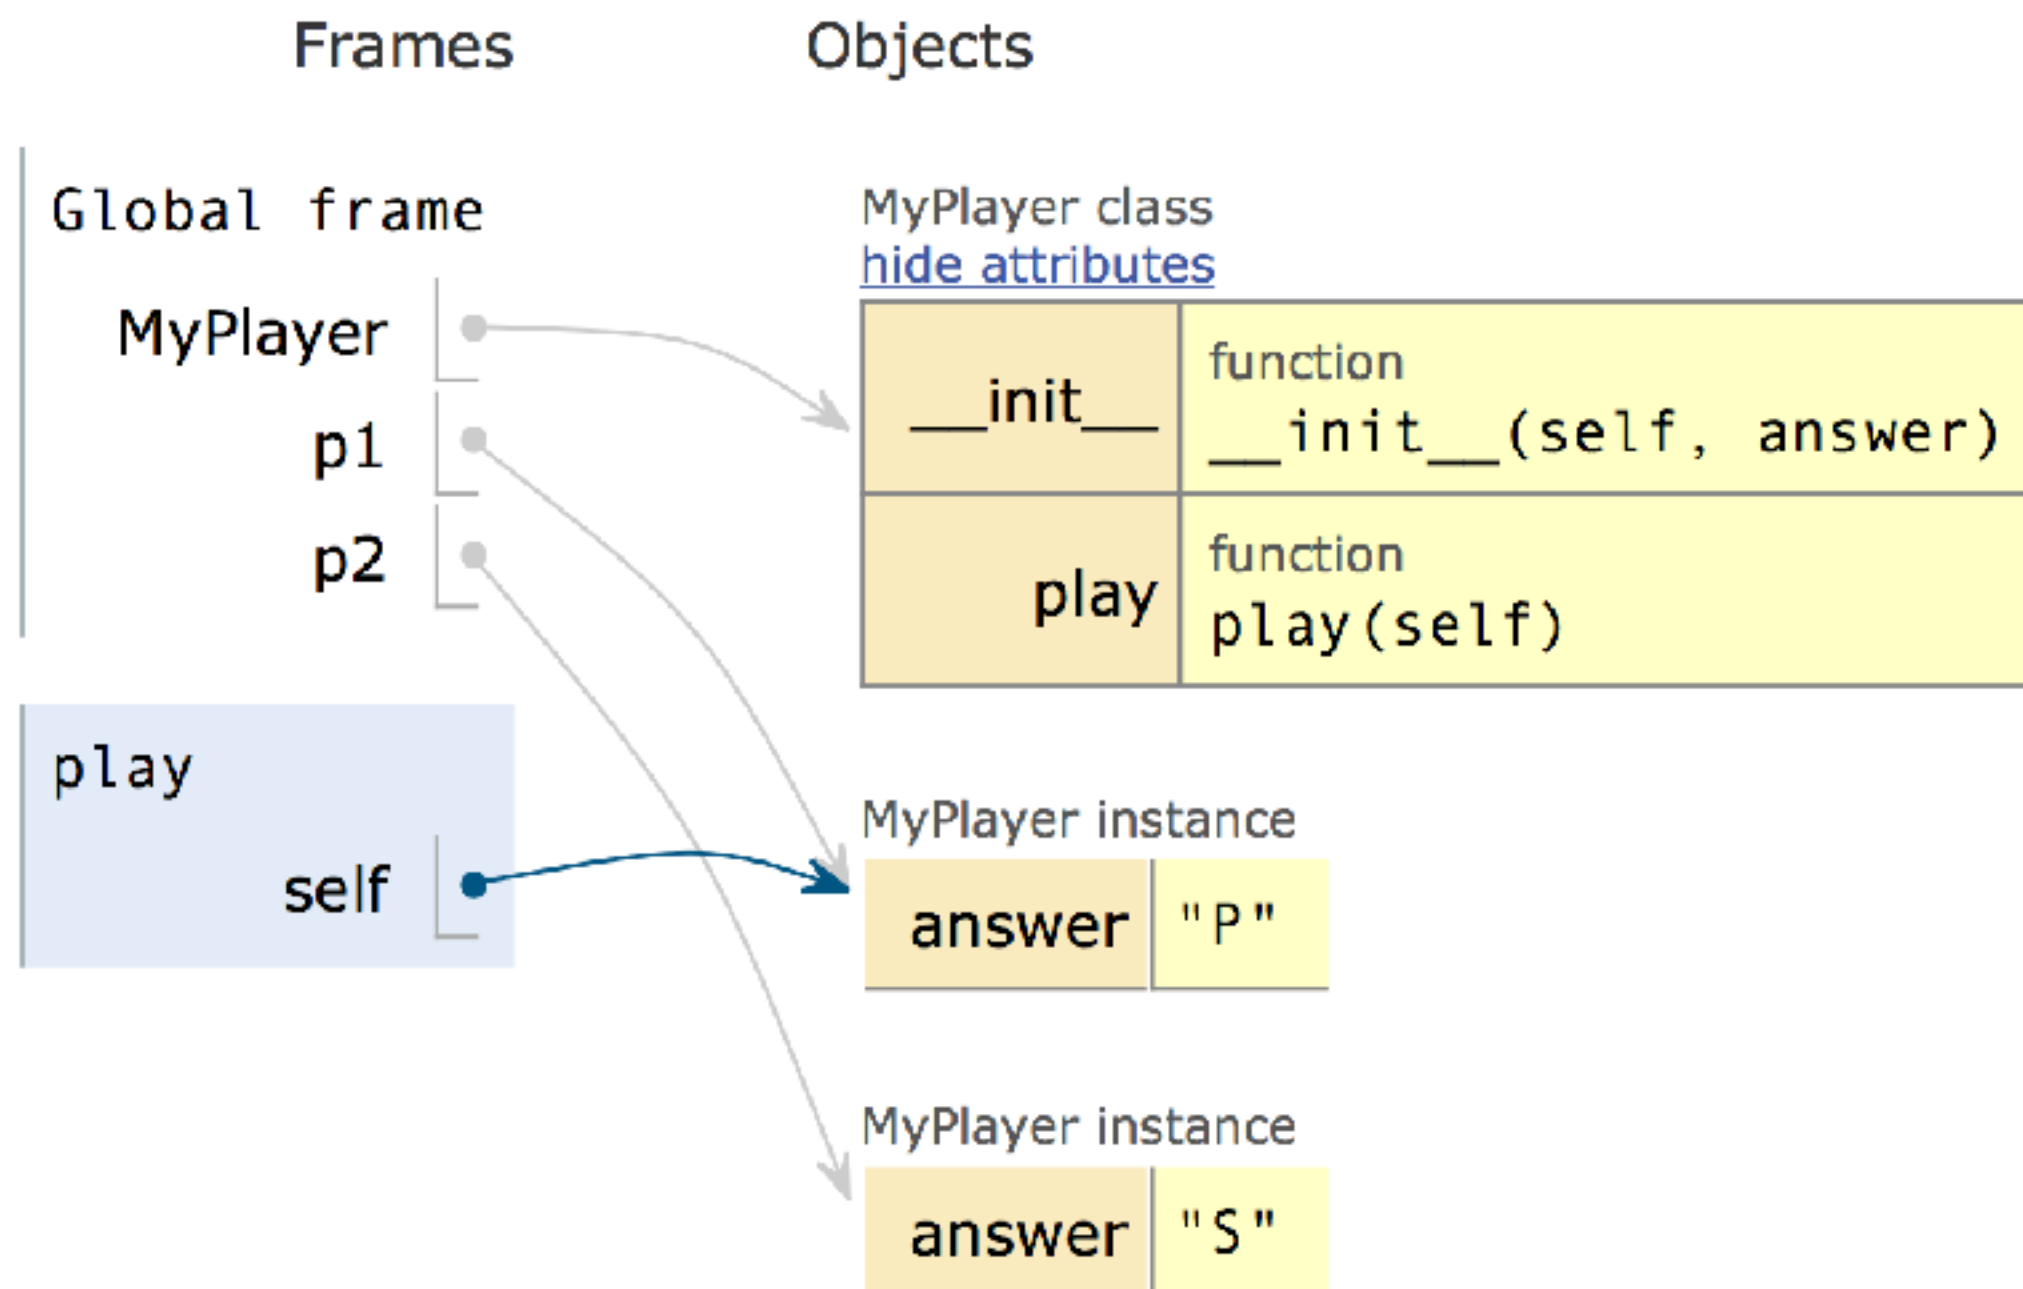 Frames
Objects
Global frame
MyPlayer
p1
p2
play
self
MyPlayer class
hide attributes
__init__
function
__init__(self, answer)
play
function
play(self)
MyPlayer instance
answer
"P"
MyPlayer instance
answer
"S"